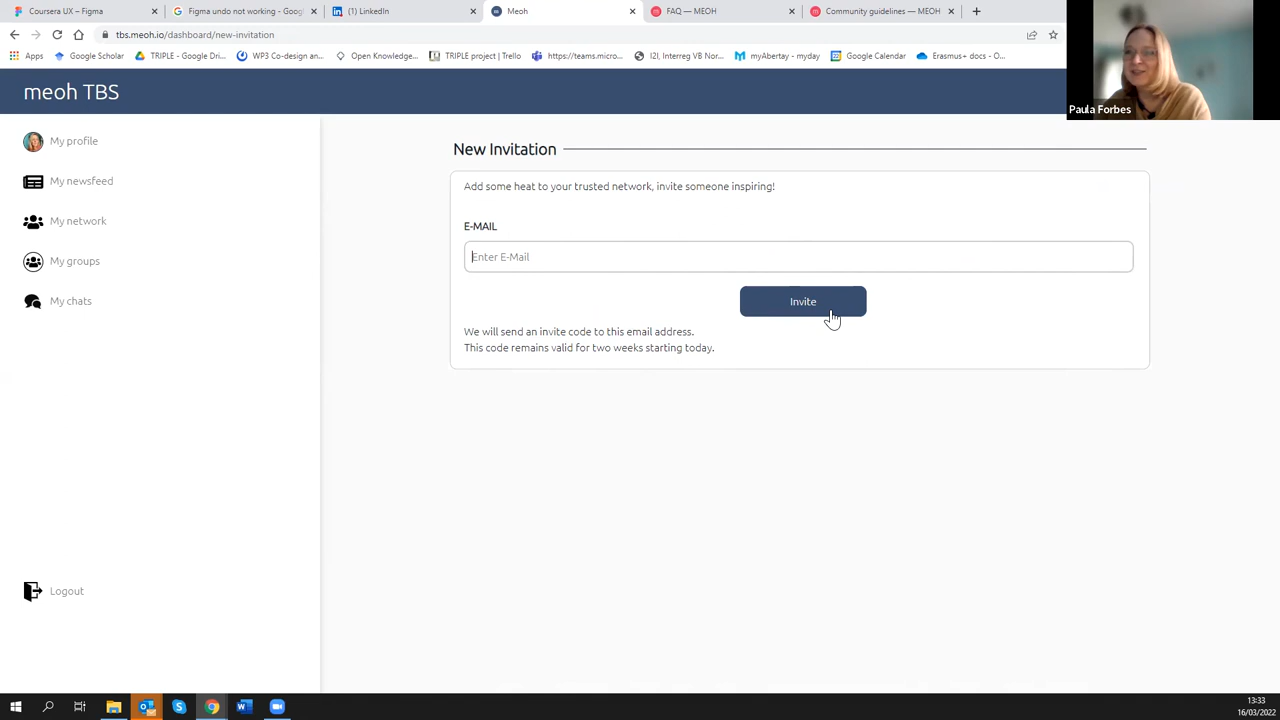 Coursera UX – Figma
Figma undo not working - Goog
(1) LinkedIn
Meoh
FAQ — MEOH
Community guidelines — MEOH
tbs.meoh.io/dashboard/new-invitation
Apps
Google Scholar
TRIPLE - Google Dri...
WP3 Co-design an...
Open Knowledge...
TRIPLE project | Trello
https://teams.micro...
I2I, Interreg VB Nor...
myAbertay - myday
Google Calendar
Erasmus+ docs - O...
Paula Forbes
meoh TBS
My profile
My newsfeed
My network
My groups
My chats
Logout
New Invitation
Add some heat to your trusted network, invite someone inspiring!
E-MAIL
Enter E-Mail
Invite
We will send an invite code to this email address.
This code remains valid for two weeks starting today.
13:33
16/03/2022